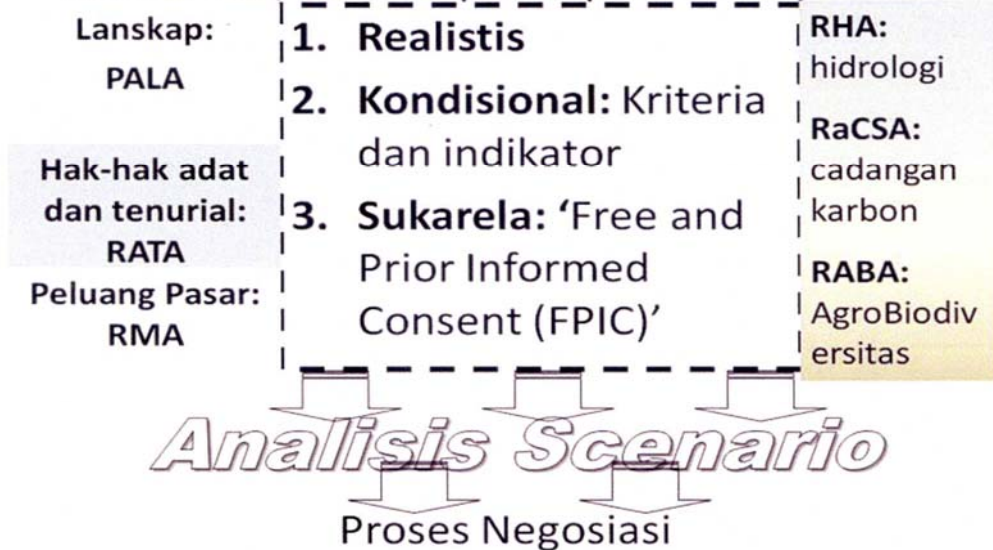 Lanskap:
PALA
Hak-hak adat
dan tenurial:
RATA
Peluang Pasar:
RMA
1. Realistis
2. Kondisional: Kriteria
dan indikator
3. Sukarela: ‘Free and
Prior Informed
Consent (FPIC)’
RHA:
hidrologi
RaCSA:
cadangan
karbon
RABA:
AgroBiodiv
ersitas
Analisis Scenario
Proses Negosiasi